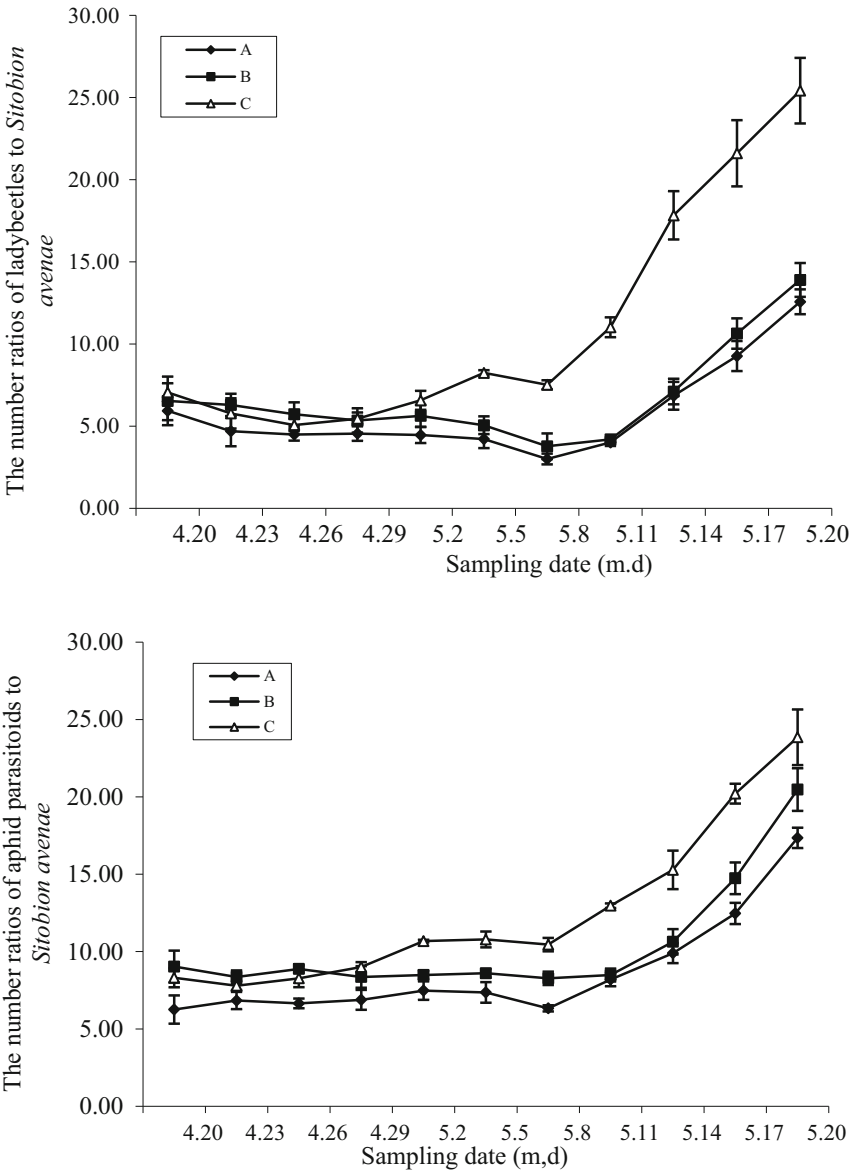 The number ratios of ladybeetles to Sitobion
avenae
30.00
25.00
20.00
15.00
10.00
5.00
0.00
A
B
C
4.20 4.23 4.26 4.29 5.2 5.5 5.8 5.11 5.14 5.17 5.20
Sampling date (m.d)
The number ratios of aphid parasitoids to
Sitobion avenae
30.00
25.00
20.00
15.00
10.00
5.00
0.00
A
B
C
4.20 4.23 4.26 4.29 5.2 5.5 5.8 5.11 5.14 5.17 5.20
Sampling date (m,d)